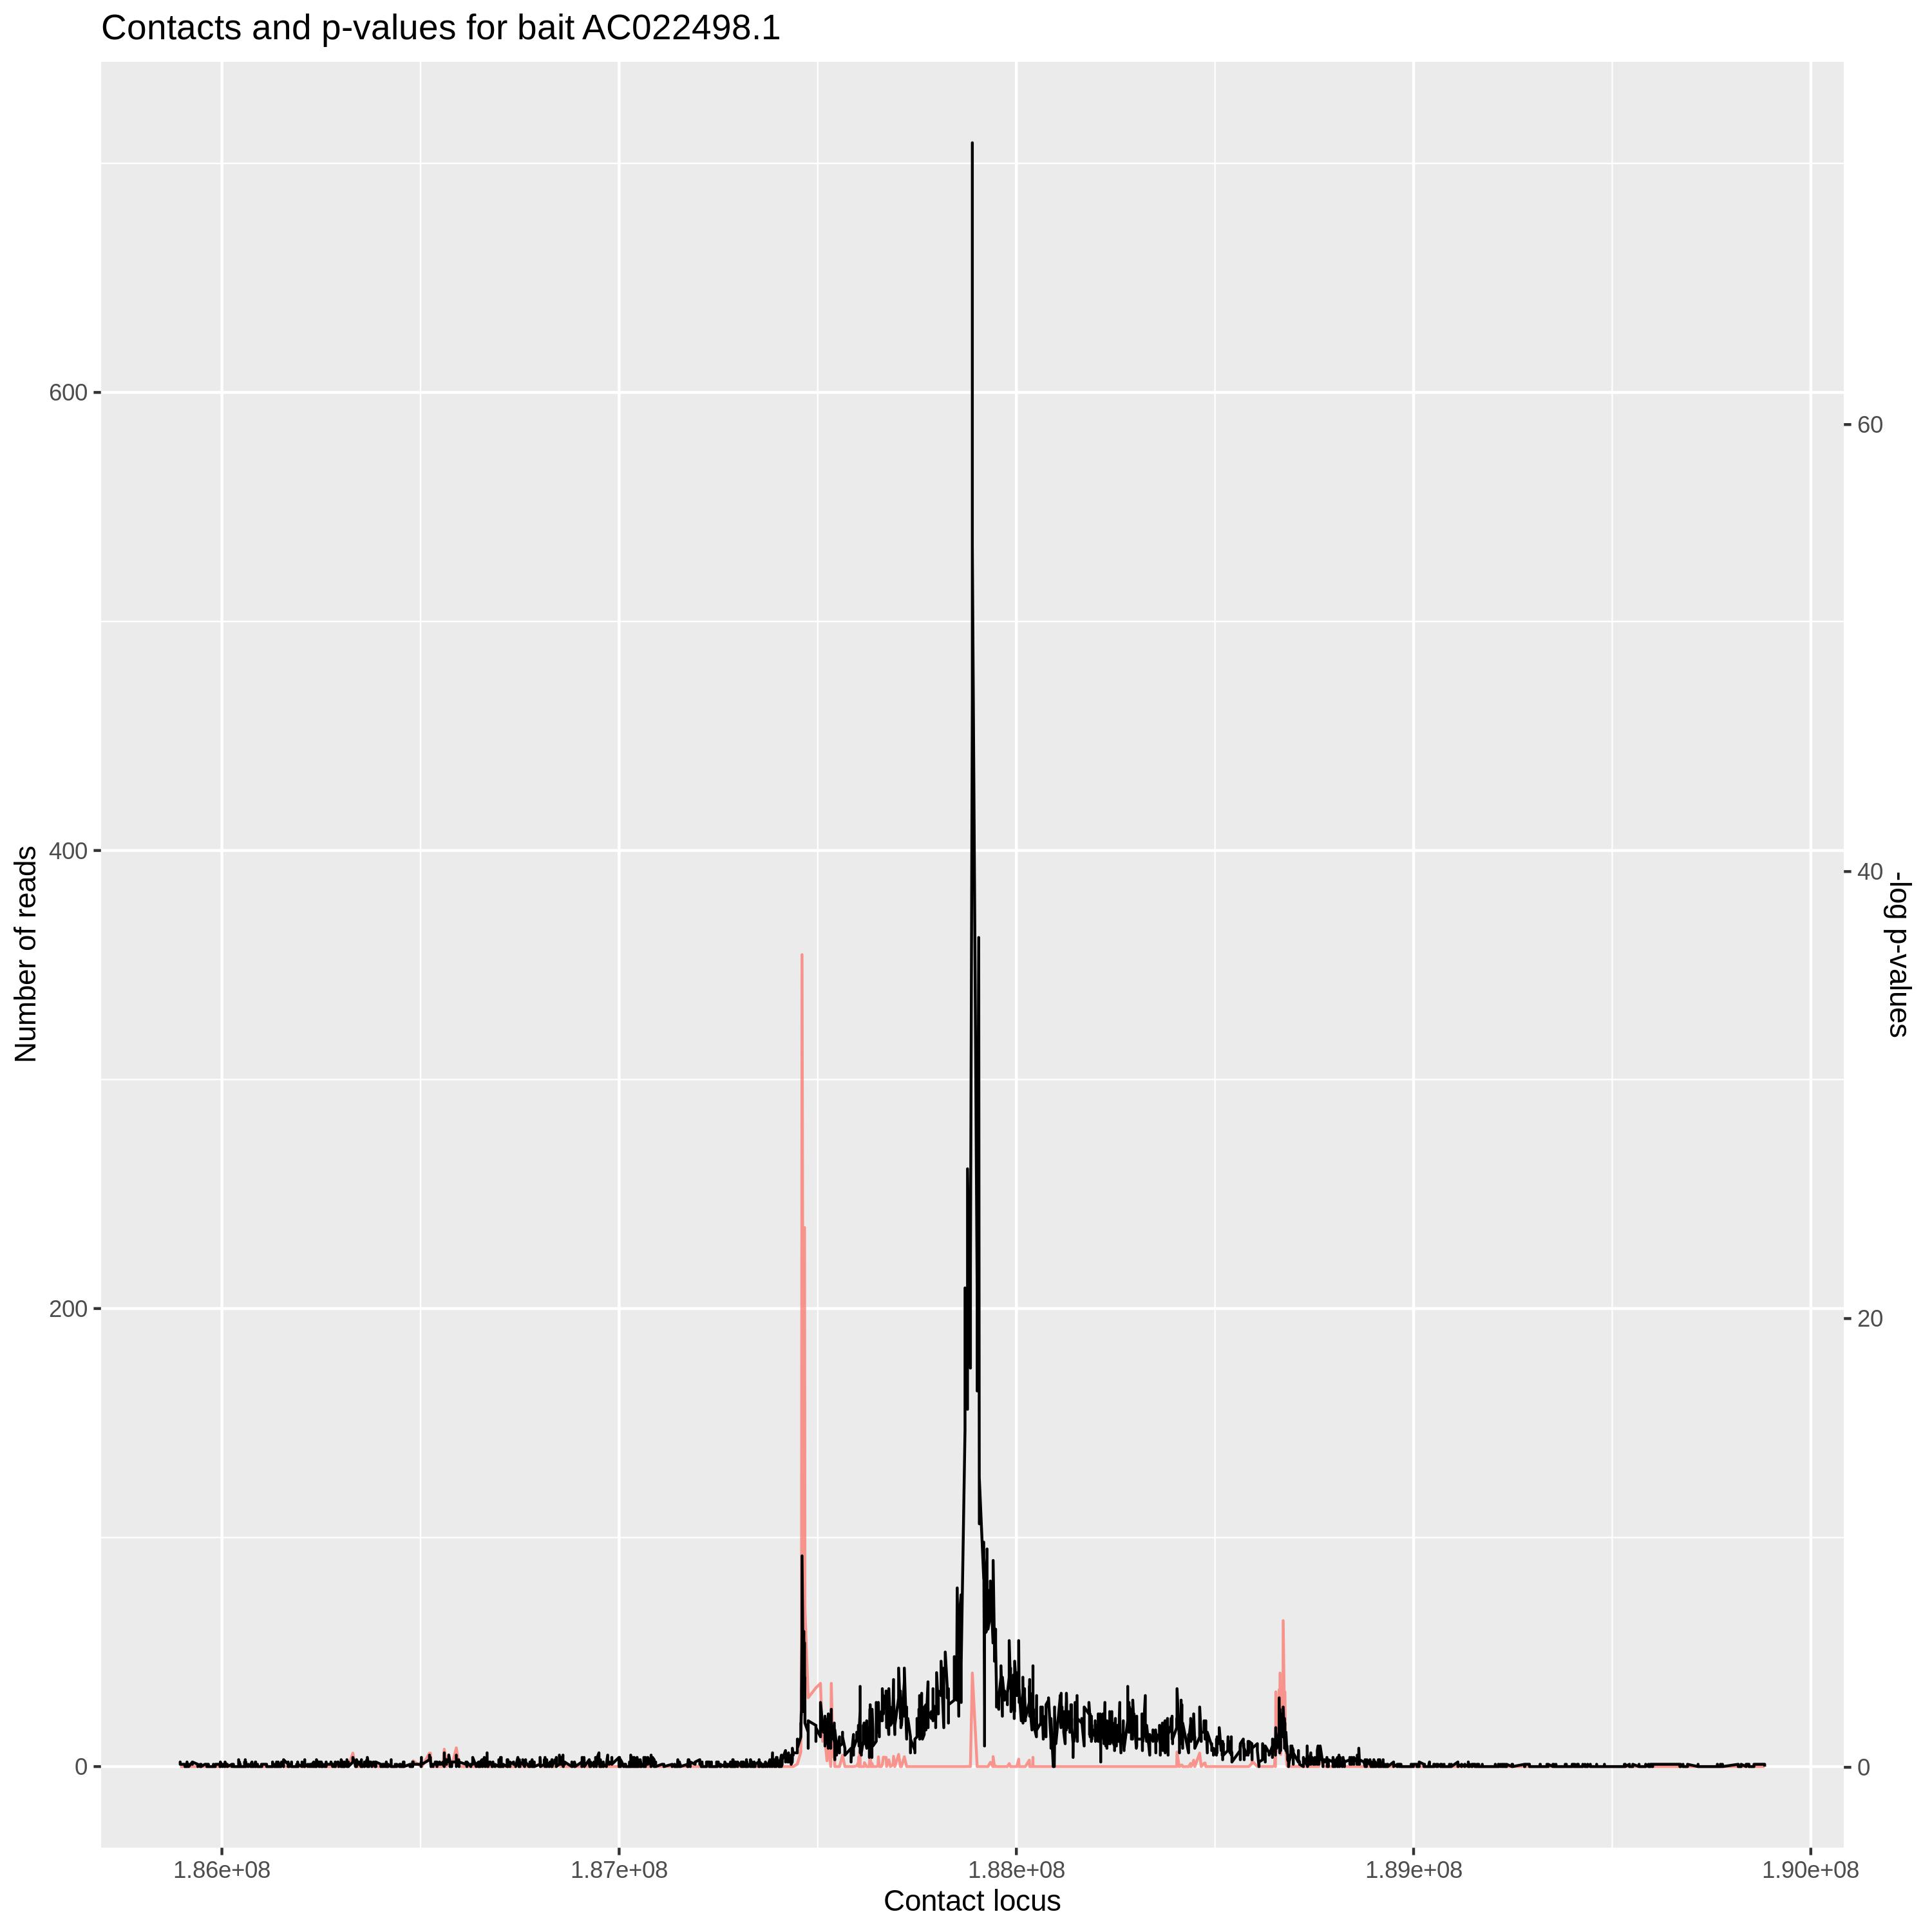 Contacts and p-values for bait AC022498.1
Number of reads
600
400
200
0
60
40
20
0
-log p-values
1.86e+08
1.87e+08
1.88e+08
1.89e+08
1.90e+08
Contact locus